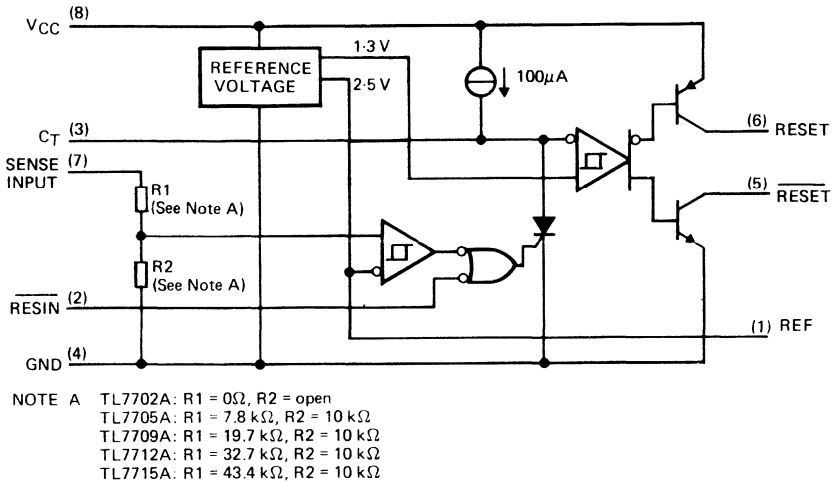 VCC (8)
1·3 V
REFERENCE
VOLTAGE
2·5 V
100μA
CT (3)
(6) RESET
SENSE (7)
INPUT
R1
(See Note A)
(5) RESET
R2
(See Note A)
RESIN (2)
(1) REF
GND (4)
NOTE A TL7702A: R1 = 0Ω, R2 = open
TL7705A: R1 = 7.8 kΩ, R2 = 10 kΩ
TL7709A: R1 = 19.7 kΩ, R2 = 10 kΩ
TL7712A: R1 = 32.7 kΩ, R2 = 10 kΩ
TL7715A: R1 = 43.4 kΩ, R2 = 10 kΩ